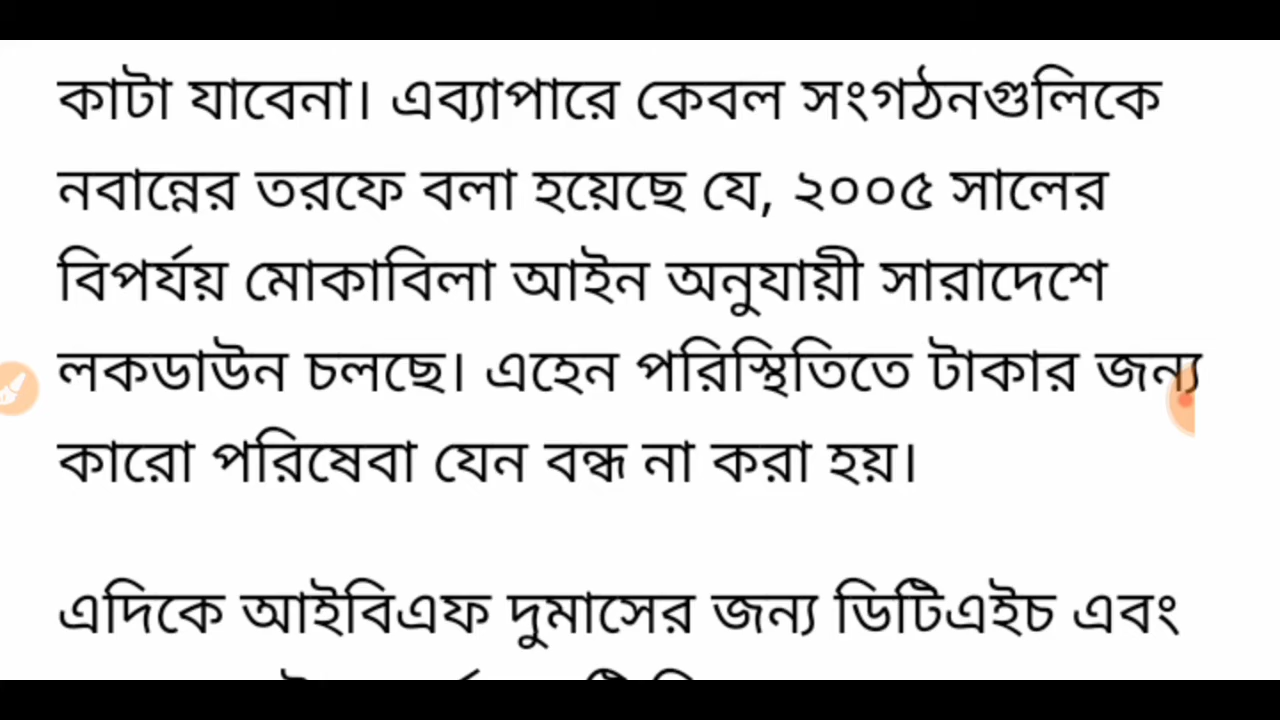 কাটা যাবেনা। এব্যাপারে কেবল সংগঠনগুলিকে
নবান্নের তরফে বলা হয়েছে যে, ২০০৫ সালের
বিপর্যয় মোকাবিলা আইন অনুযায়ী সারাদেশে
লকডাউন চলছে। এহেন পরিস্থিতিতে টাকার জন্য
কারো পরিষেবা যেন বন্ধ না করা হয়।
এদিকে আইবিএফ দুমাসের জন্য ডিটিএইচ এবং